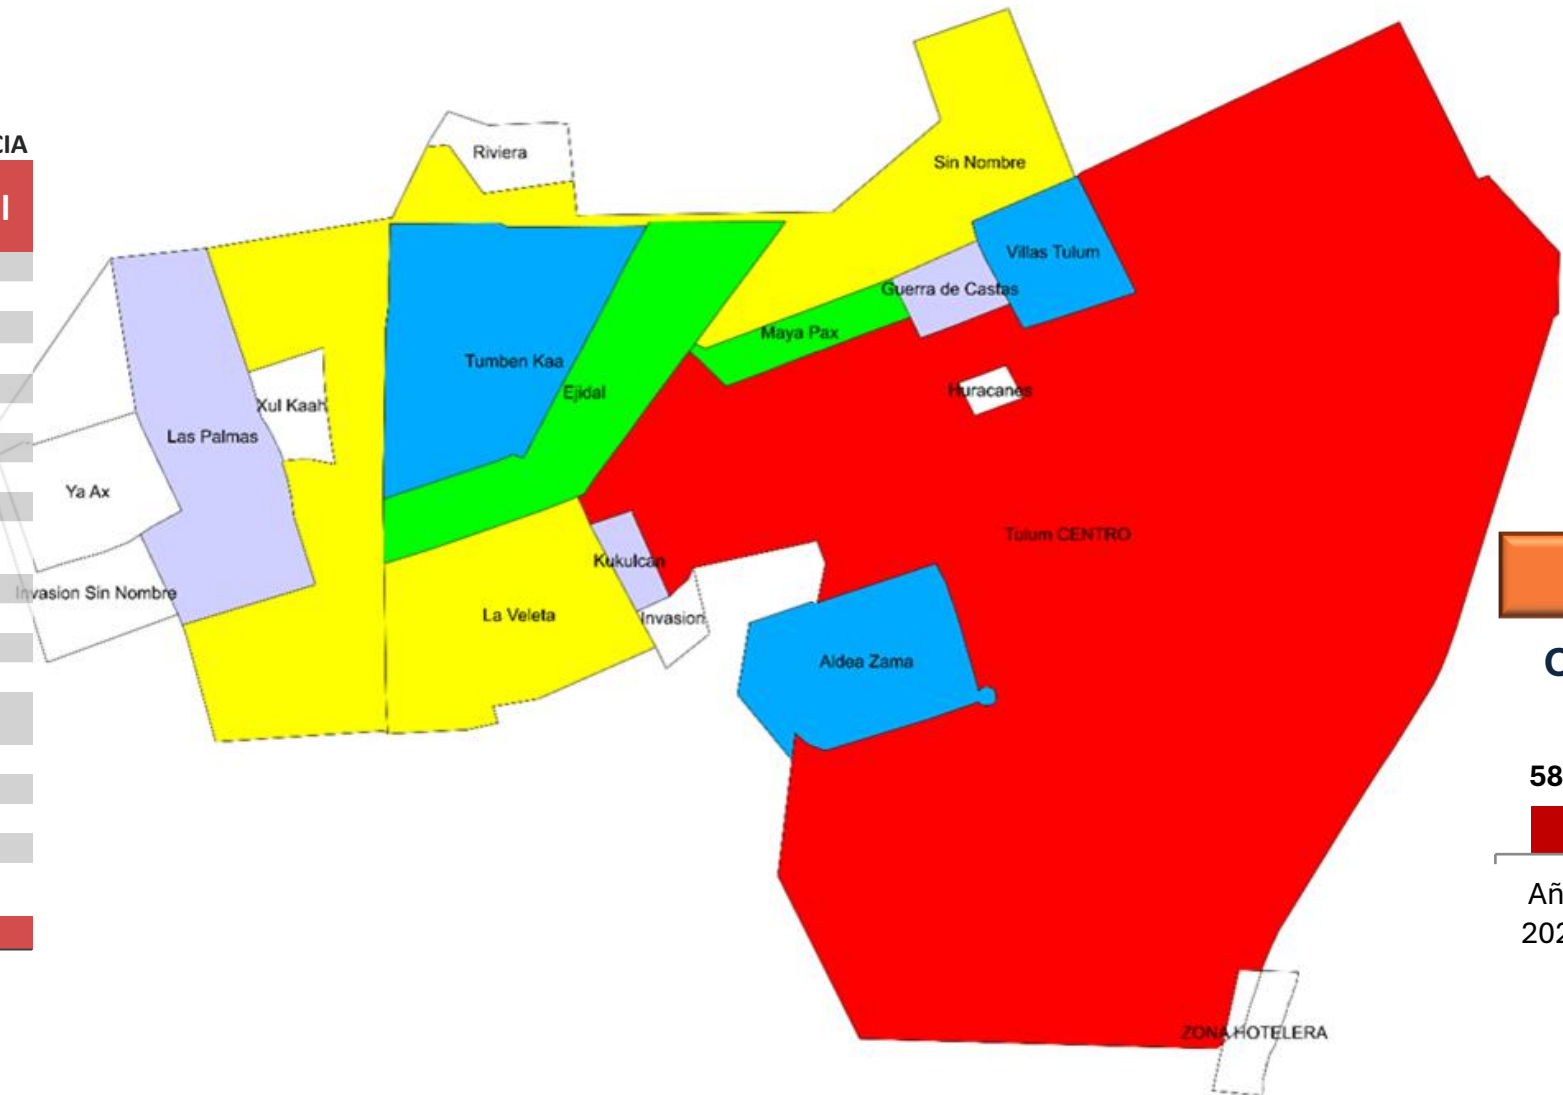 CIA
l
Riviera
Sin Nombre
Villas Tulum
Guerra de Castas
Maya Pax
Tumben Kaa
Ejidal
Huracanes
Xul Kaah
Las Palmas
Ya Ax
Tulum CENTRO
Kukulcan
Invasion Sin Nombre
La Veleta
Invasion
Aldea Zama
C
58
Añ
202
ZONA HOTELERA